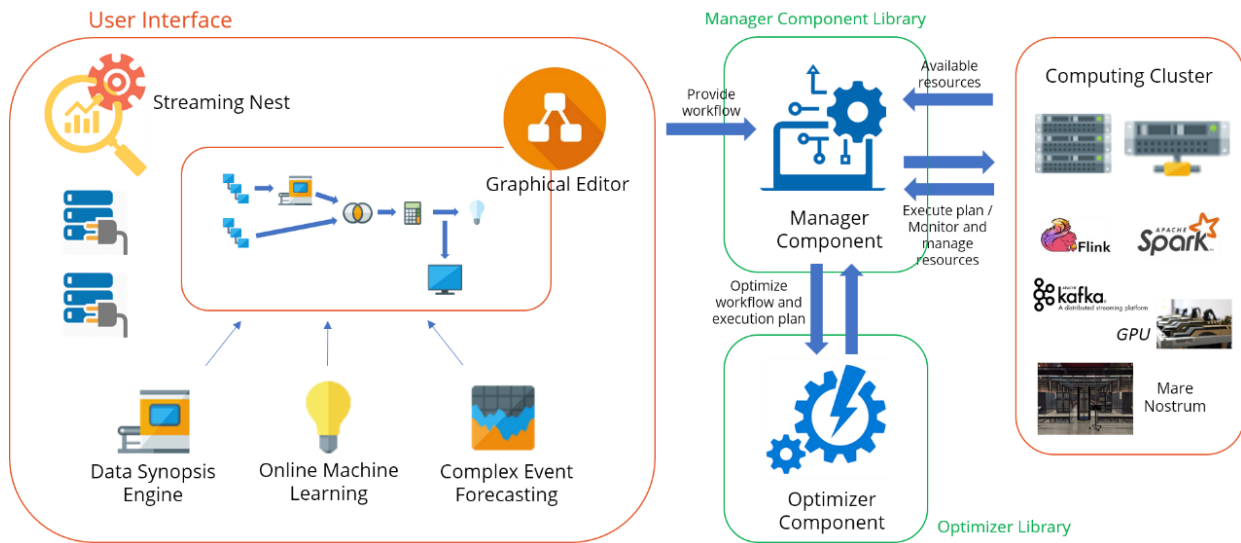 User Interface
Streaming Nest
Graphical Editor
Data Synopsis
Engine
Online Machine
Learning
Complex Event
Forecasting
Provide
workflow
Manager Component Library
Manager
Component
Available
resources
Execute plan /
Monitor and
manage
resources
Optimize
workflow and
execution plan
Optimizer
Component
Optimizer Library
Computing Cluster
Flink
APACHE
Spark
APACHE
kafka
A distributed streaming platform
GPU
Mare
Nostrum